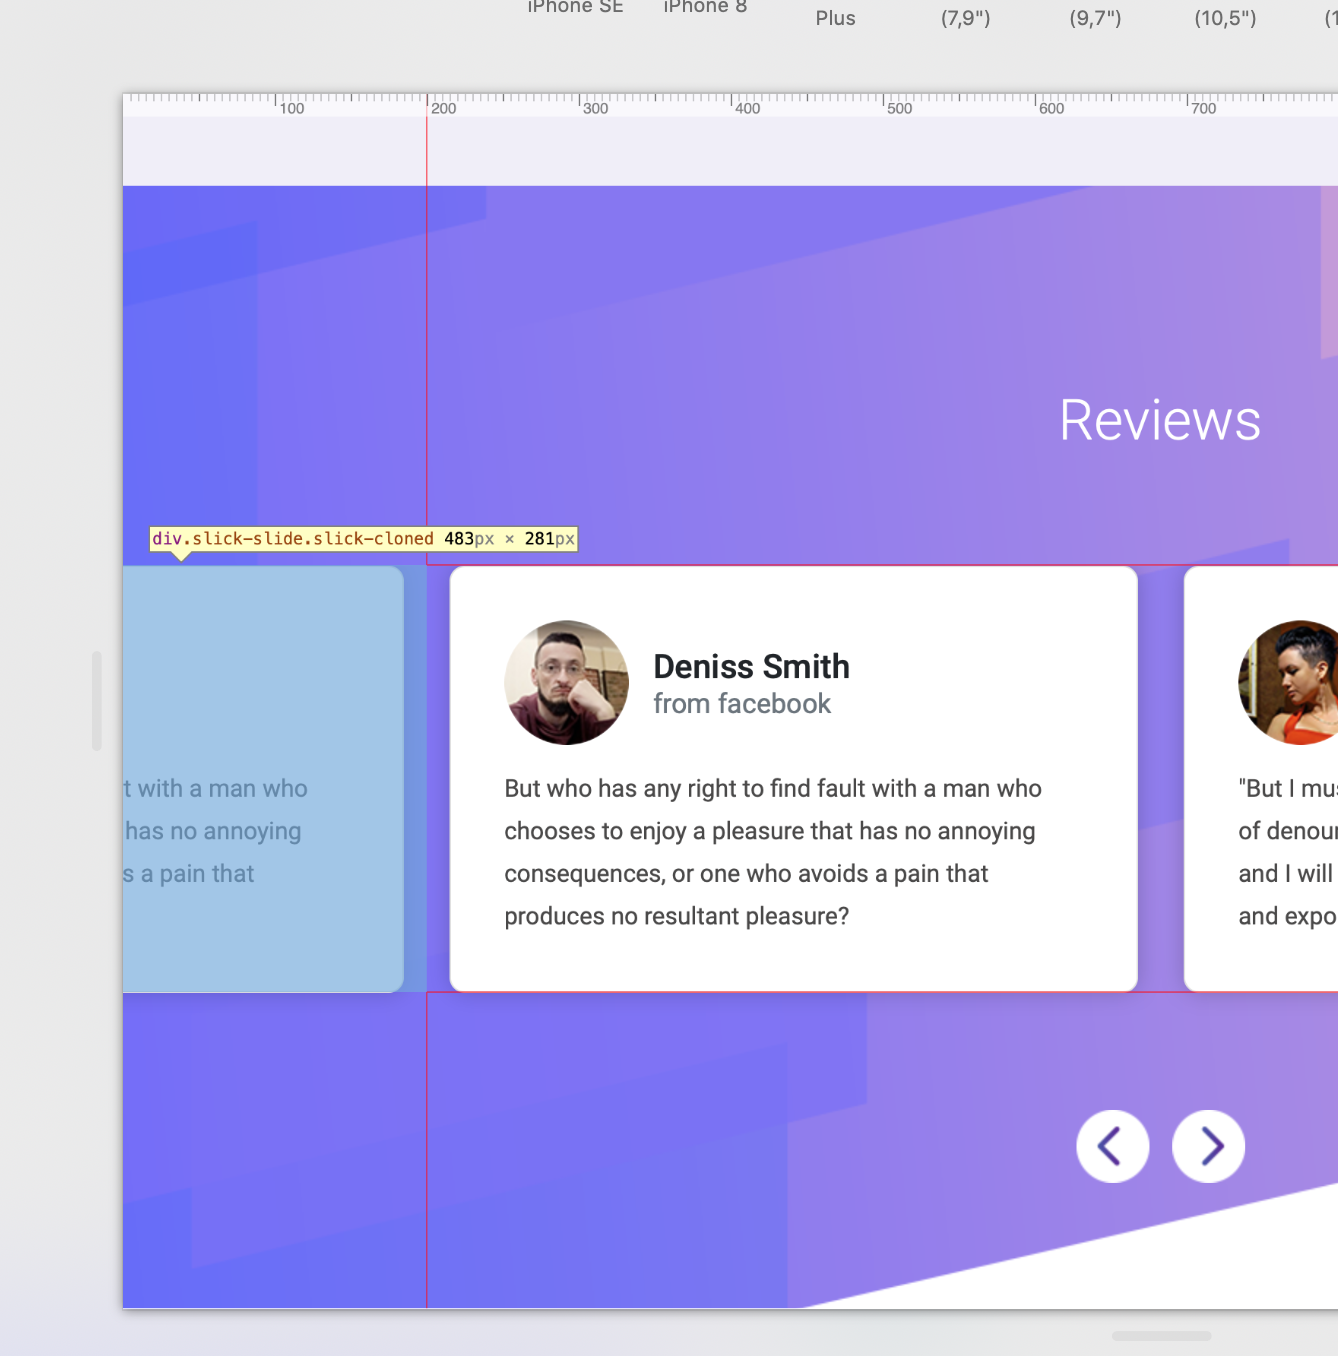 iPhone SE
iPhone 8
Plus
(7,9")
(9,7")
(10,5")
(1
100
200
300
400
500
600
700
Reviews
div.slick-slide.slick-cloned 483px × 281px
t with a man who
has no annoying
s a pain that
Deniss Smith
from facebook
But who has any right to find fault with a man who
chooses to enjoy a pleasure that has no annoying
consequences, or one who avoids a pain that
produces no resultant pleasure?
"But I mus
of denour
and I will
and expo